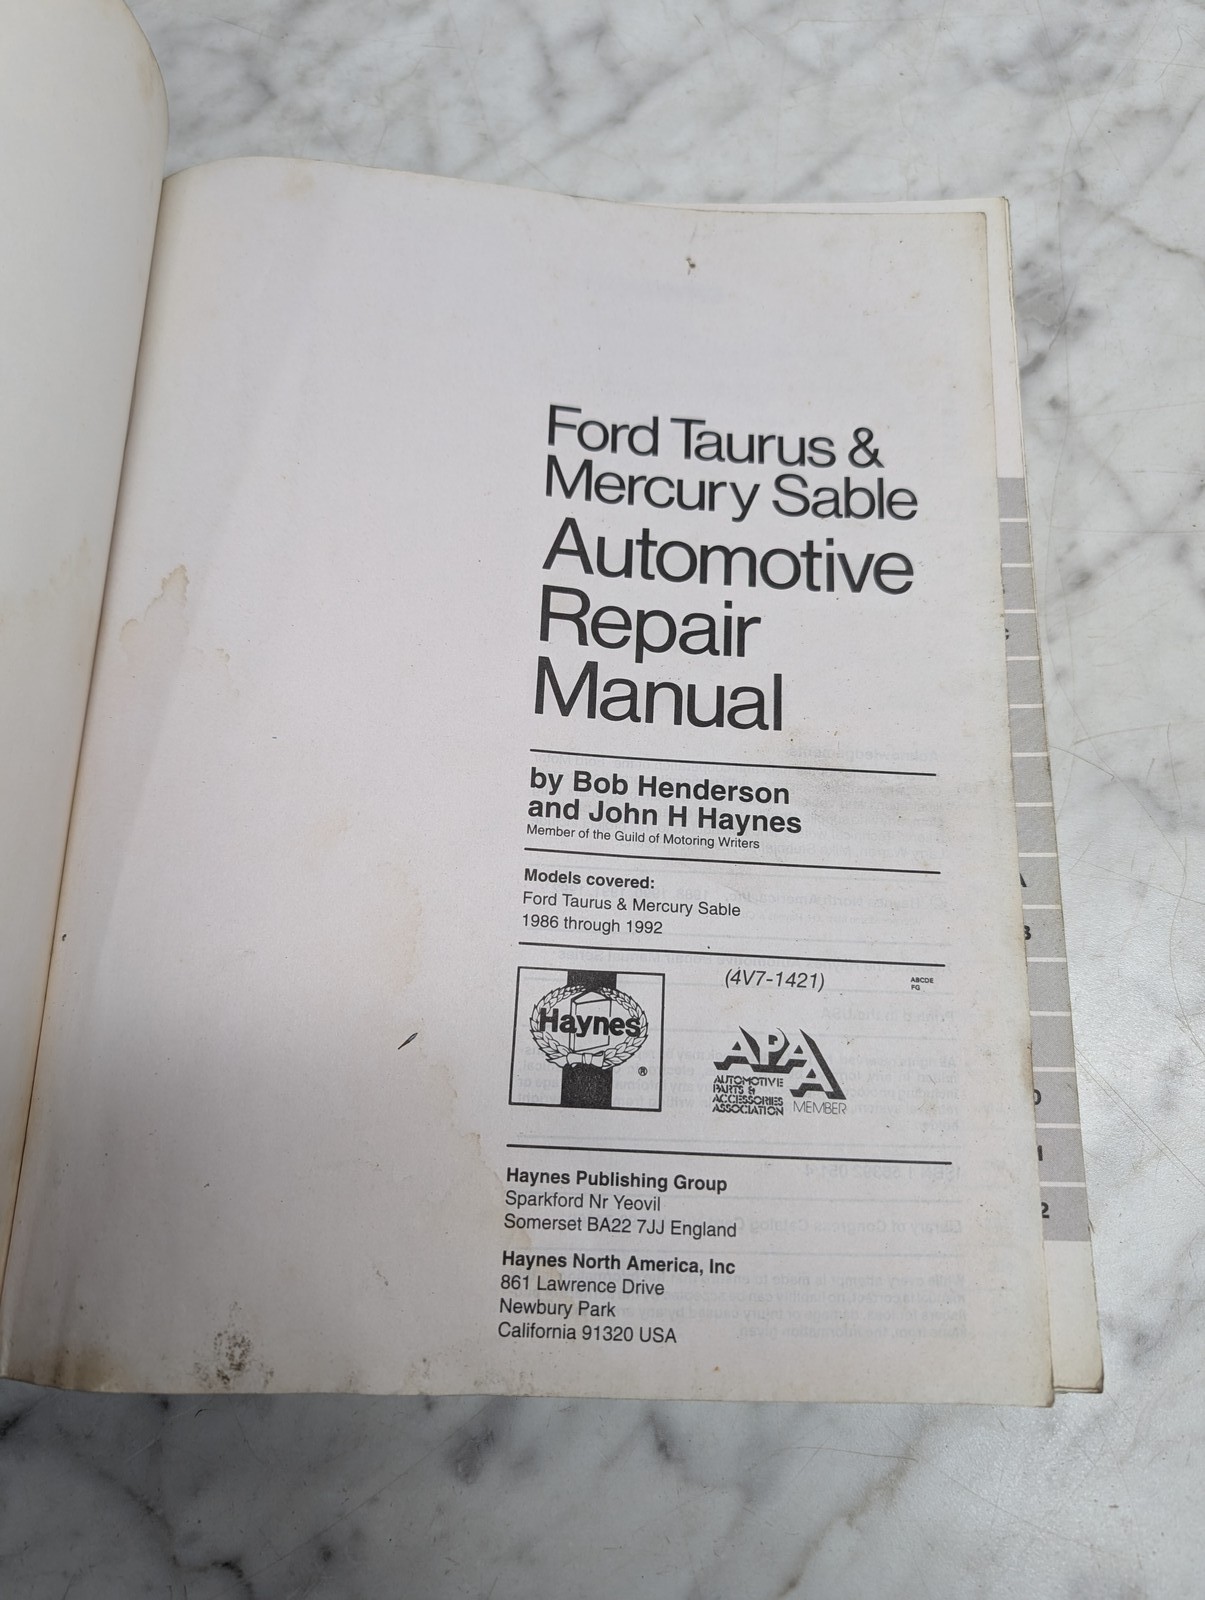 Ford Taurus &
Mercury Sable
Automotive
Repair
Manual
by Bob Henderson
and John H Haynes
Member of the Guild of Motoring Writers
Models covered:
Ford Taurus & Mercury Sable
1986 through 1992
(4V7-1421)
ABCDE
FG
Haynes
®
APAA
AUTOMOTIVE
PARTS &
ACCESSORIES
ASSOCIATION MEMBER
Haynes Publishing Group
Sparkford Nr Yeovil
Somerset BA22 7JJ England
Haynes North America, Inc
861 Lawrence Drive
Newbury Park
California 91320 USA